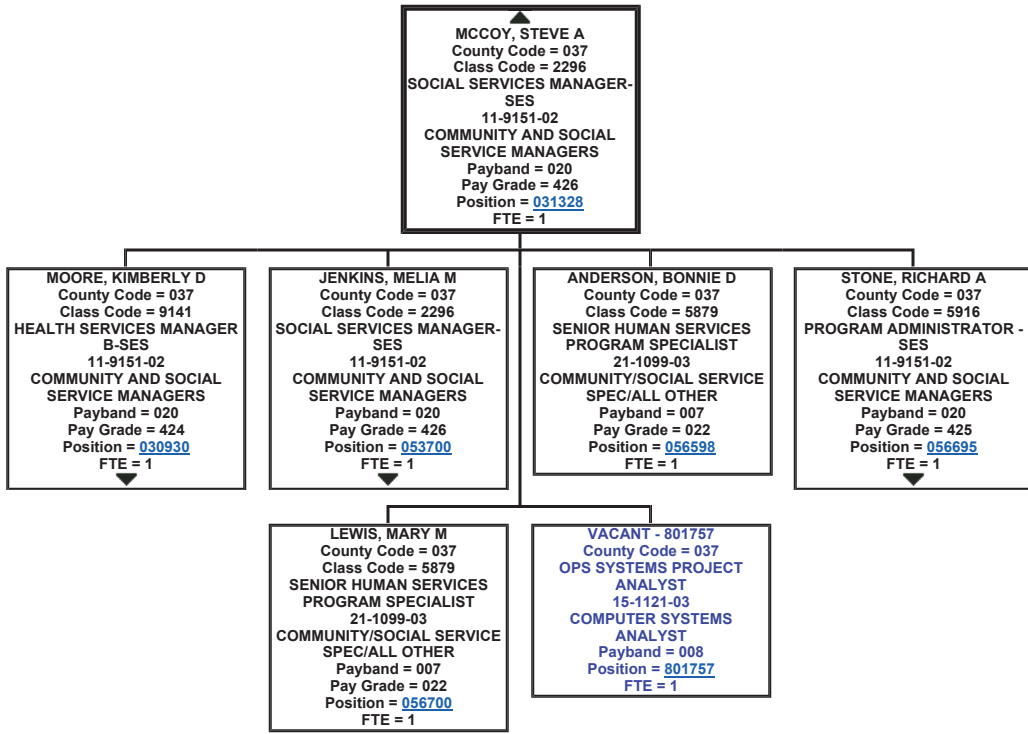 MCCOY, STEVE A
County Code = 037
Class Code = 2296
SOCIAL SERVICES MANAGER-
SES
11-9151-02
COMMUNITY AND SOCIAL
SERVICE MANAGERS
Payband = 020
Pay Grade = 426
Position = 031328
FTE = 1
MOORE, KIMBERLY D
County Code = 037
Class Code = 9141
HEALTH SERVICES MANAGER
B-SES
11-9151-02
COMMUNITY AND SOCIAL
SERVICE MANAGERS
Payband = 020
Pay Grade = 424
Position = 030930
FTE = 1
JENKINS, MELIA M
County Code = 037
Class Code = 2296
SOCIAL SERVICES MANAGER-
SES
11-9151-02
COMMUNITY AND SOCIAL
SERVICE MANAGERS
Payband = 020
Pay Grade = 426
Position = 053700
FTE = 1
ANDERSON, BONNIE D
County Code = 037
Class Code = 5879
SENIOR HUMAN SERVICES
PROGRAM SPECIALIST
21-1099-03
COMMUNITY/SOCIAL SERVICE
SPEC/ALL OTHER
Payband = 007
Pay Grade = 022
Position = 056598
FTE = 1
STONE, RICHARD A
County Code = 037
Class Code = 5916
PROGRAM ADMINISTRATOR -
SES
11-9151-02
COMMUNITY AND SOCIAL
SERVICE MANAGERS
Payband = 020
Pay Grade = 425
Position = 056695
FTE = 1
LEWIS, MARY M
County Code = 037
Class Code = 5879
SENIOR HUMAN SERVICES
PROGRAM SPECIALIST
21-1099-03
COMMUNITY/SOCIAL SERVICE
SPEC/ALL OTHER
Payband = 007
Pay Grade = 022
Position = 056700
FTE = 1
VACANT - 801757
County Code = 037
OPS SYSTEMS PROJECT
ANALYST
15-1121-03
COMPUTER SYSTEMS
ANALYST
Payband = 008
Position = 801757
FTE = 1